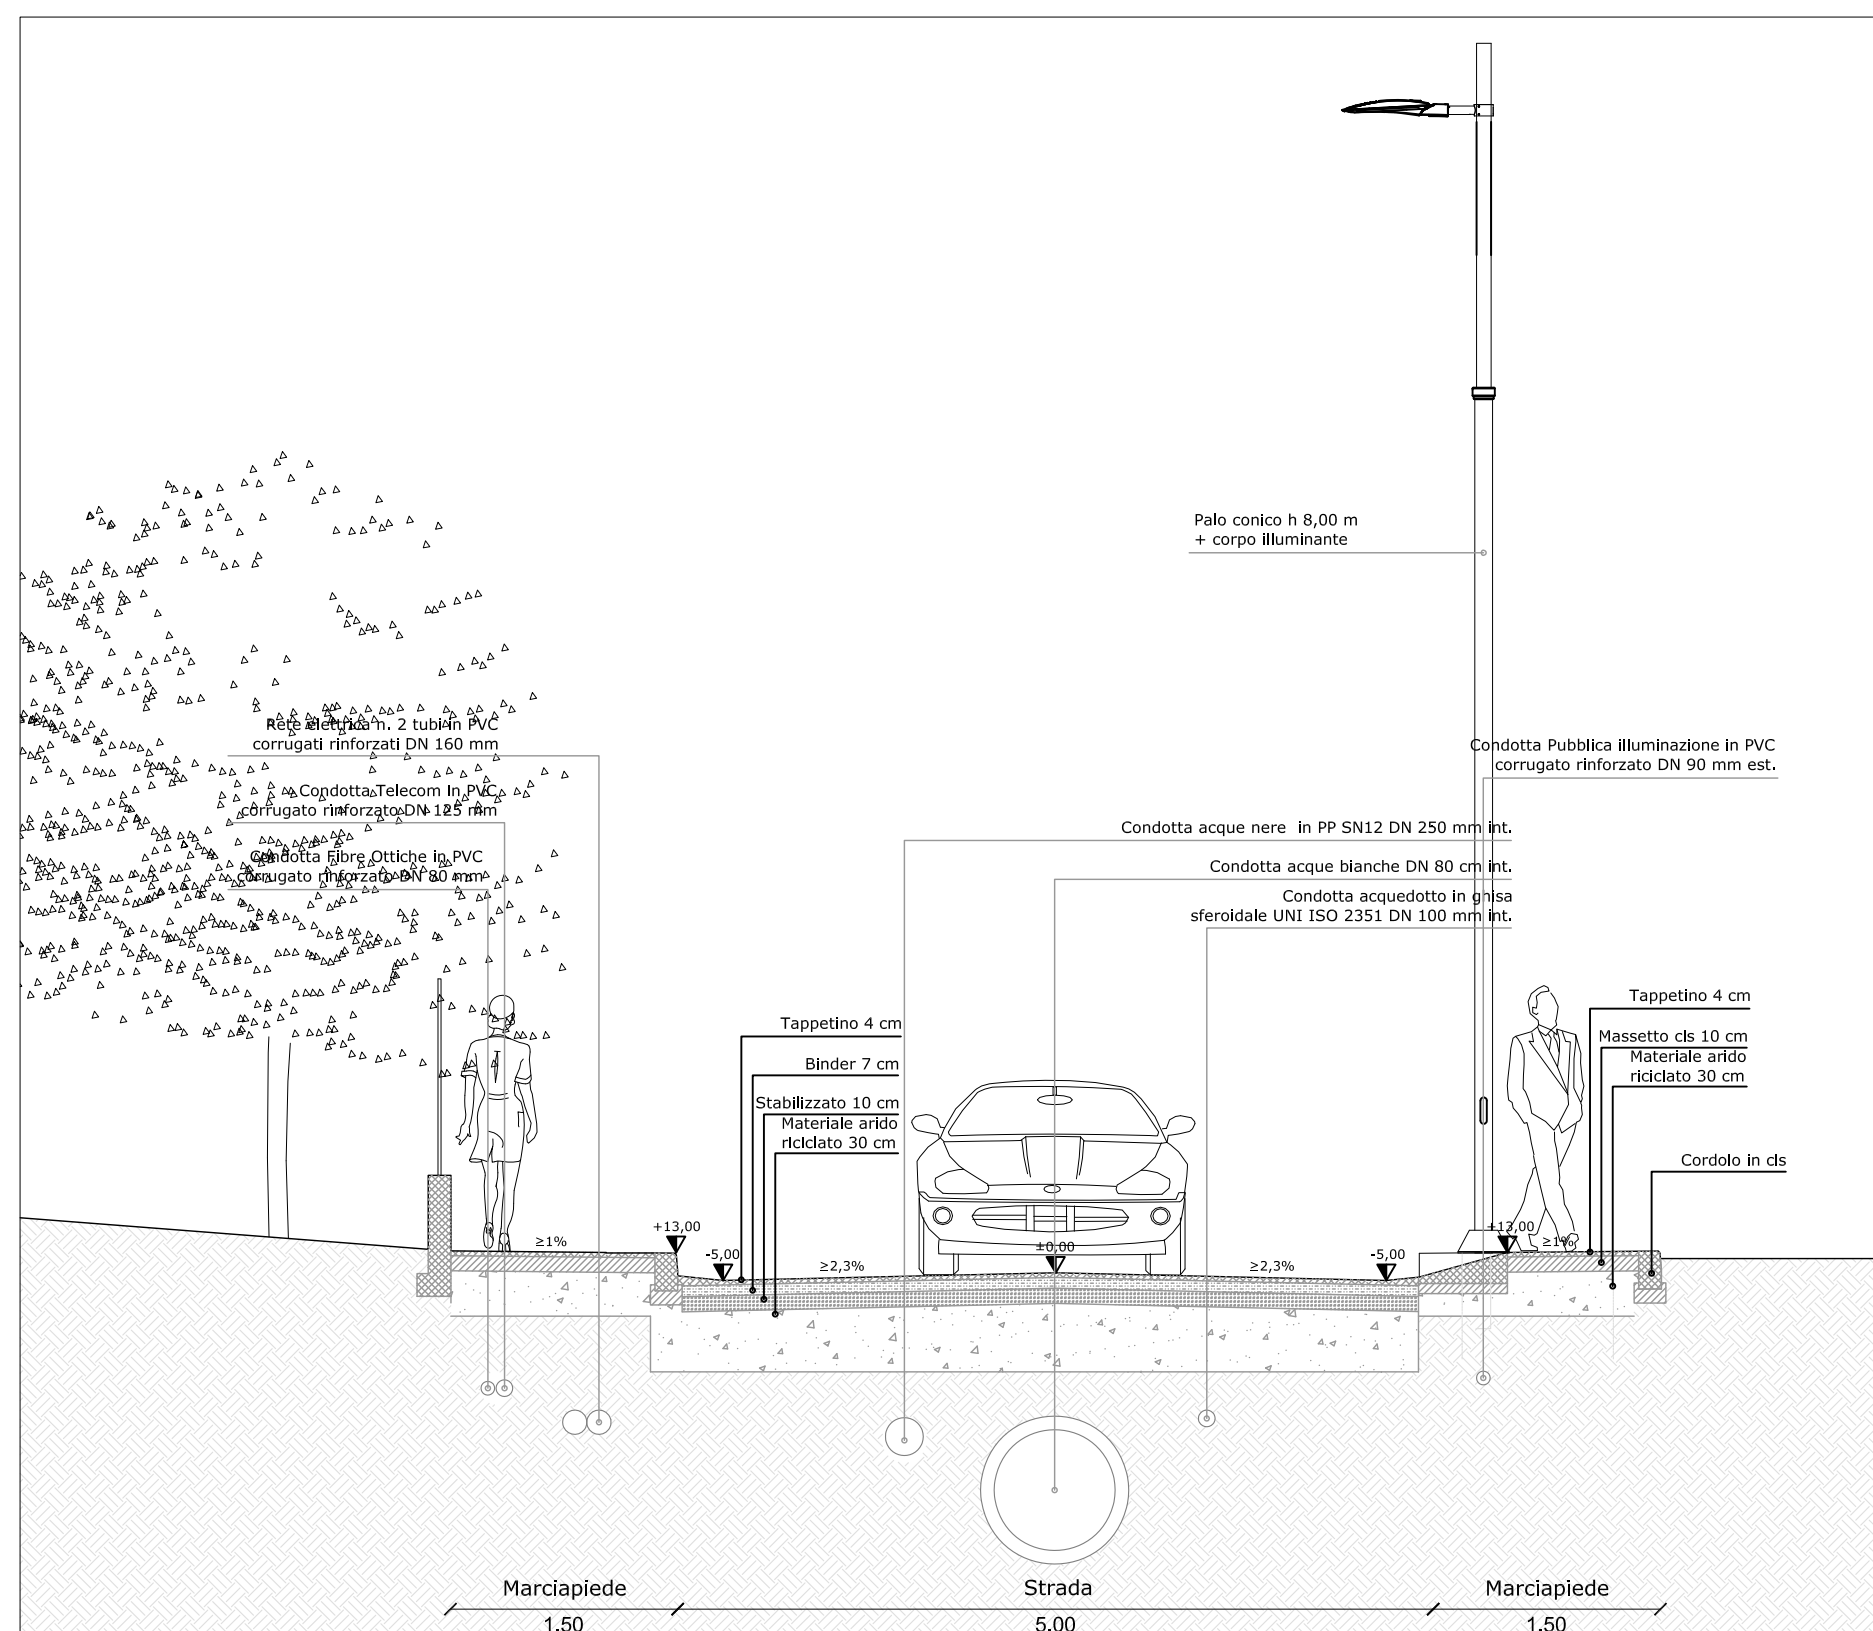 Palo conico h 8,00 m
+ corpo illuminante
Rete elettrica n. 2 tubi in PVC
corrugati rinforzati DN 160 mm
Condotta Telecom In PVC
corrugato rinforzato DN 125 mm
Condotta Fibre Ottiche in PVC
corrugato rinforzato DN 80 mm
Condotta Pubblica illuminazione in PVC
corrugato rinforzato DN 90 mm est.
Condotta acque nere in PP SN12 DN 250 mm int.
Condotta acque bianche DN 80 cm int.
Condotta acquedotto in ghisa
sferoidale UNI ISO 2351 DN 100 mm int.
Tappetino 4 cm
Binder 7 cm
Stabilizzato 10 cm
Materiale arido
riciclato 30 cm
Tappetino 4 cm
Massetto cls 10 cm
Materiale arido
riciclato 30 cm
Cordolo in cls
≥1%
+13,00
-5,00
≥2,3%
±0,00
≥2,3%
-5,00
+13,00
≥1%
Marciapiede
1.50
Strada
5.00
Marciapiede
1.50